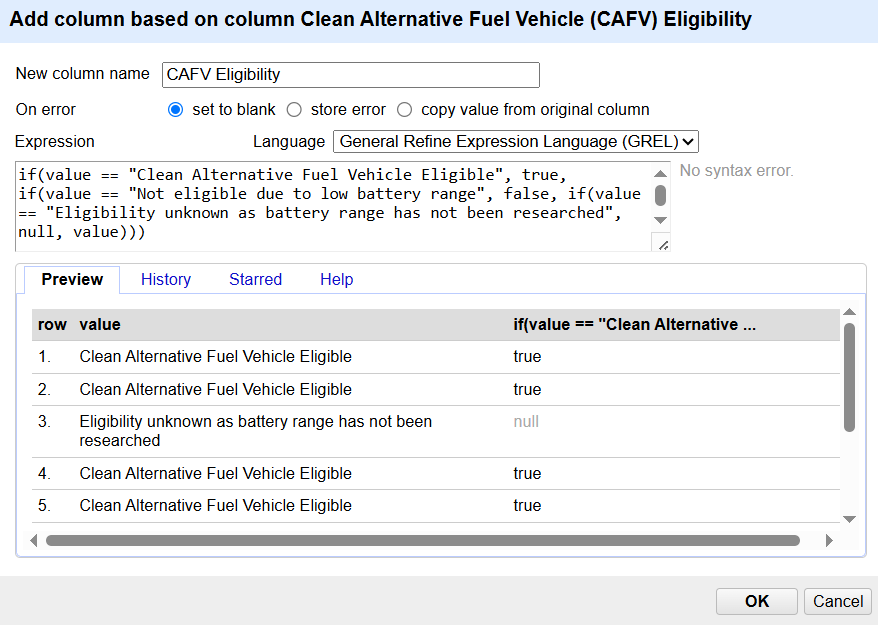 Add column based on column Clean Alternative Fuel Vehicle (CAFV) Eligibility
New column name CAFV Eligibility
On error set to blank store error copy value from original column
Expression Language General Refine Expression Language (GREL)
if(value == "Clean Alternative Fuel Vehicle Eligible", true,
if(value == "Not eligible due to low battery range", false, if(value
== "Eligibility unknown as battery range has not been researched",
null, value)))
No syntax error.
Preview History Starred Help
row value if(value == "Clean Alternative ...
1. Clean Alternative Fuel Vehicle Eligible true
2. Clean Alternative Fuel Vehicle Eligible true
3. Eligibility unknown as battery range has not been null
researched
4. Clean Alternative Fuel Vehicle Eligible true
5. Clean Alternative Fuel Vehicle Eligible true
OK Cancel